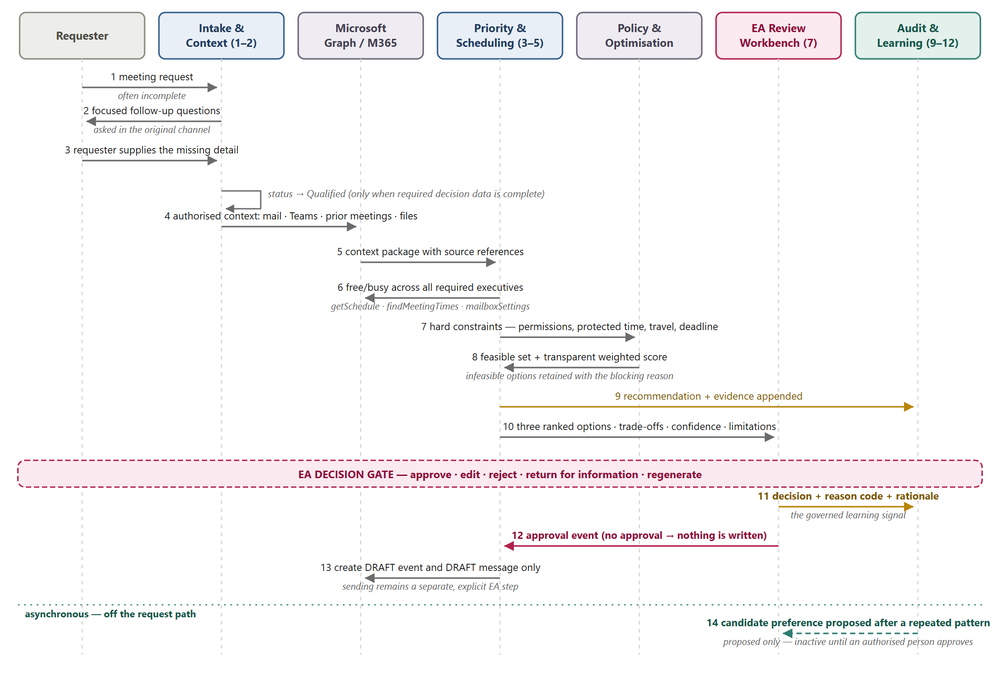 Requester
Intake &
Context (1–2)
Microsoft
Graph / M365
Priority &
Scheduling (3–5)
Policy &
Optimisation
EA Review
Workbench (7)
Audit &
Learning (9–12)
1 meeting request
often incomplete
2 focused follow-up questions
asked in the original channel
3 requester supplies the missing detail
status → Qualified (only when required decision data is complete)
4 authorised context: mail · Teams · prior meetings · files
5 context package with source references
6 free/busy across all required executives
getSchedule · findMeetingTimes · mailboxSettings
7 hard constraints — permissions, protected time, travel, deadline
8 feasible set + transparent weighted score
infeasible options retained with the blocking reason
9 recommendation + evidence appended
10 three ranked options · trade-offs · confidence · limitations
EA DECISION GATE — approve · edit · reject · return for information · regenerate
11 decision + reason code + rationale
the governed learning signal
12 approval event (no approval → nothing is written)
13 create DRAFT event and DRAFT message only
sending remains a separate, explicit EA step
asynchronous — off the request path
14 candidate preference proposed after a repeated pattern
proposed only — inactive until an authorised person approves